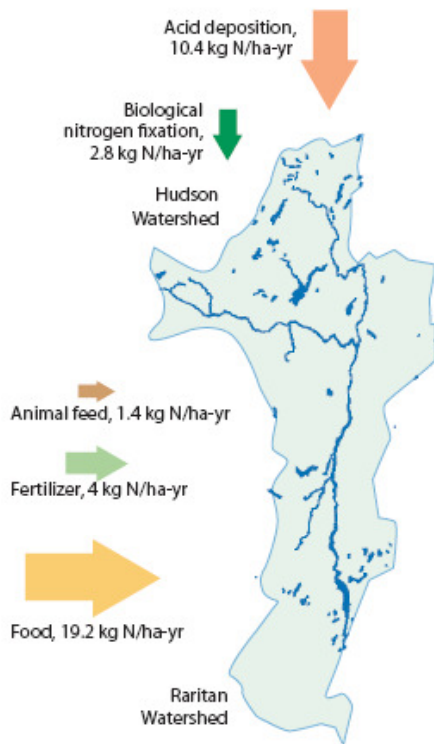 Acid deposition,
10.4 kg N/ha-yr
Biological
nitrogen fixation,
2.8 kg N/ha-yr
Hudson
Watershed
Animal feed, 1.4 kg N/ha-yr
Fertilizer, 4 kg N/ha-yr
Food, 19.2 kg N/ha-yr
Raritan
Watershed